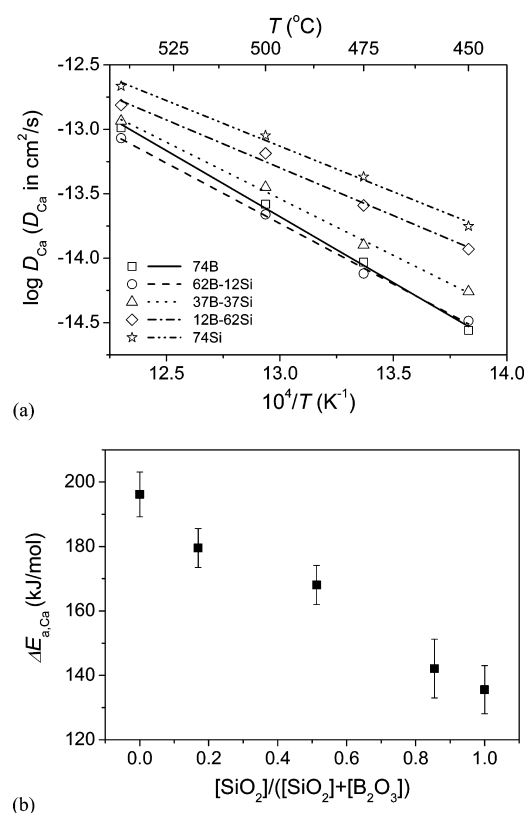 T (°C)
525 500 475 450
-12.5
-13.0
-13.5
-14.0
-14.5
log D_Ca (D_Ca in cm²/s)
74B
62B-12Si
37B-37Si
12B-62Si
74Si
12.5 13.0 13.5 14.0
10⁴/T (K⁻¹)
(a)
200
180
160
140
120
ΔE_a,Ca (kJ/mol)
0.0 0.2 0.4 0.6 0.8 1.0
[SiO₂]/([SiO₂]+[B₂O₃])
(b)